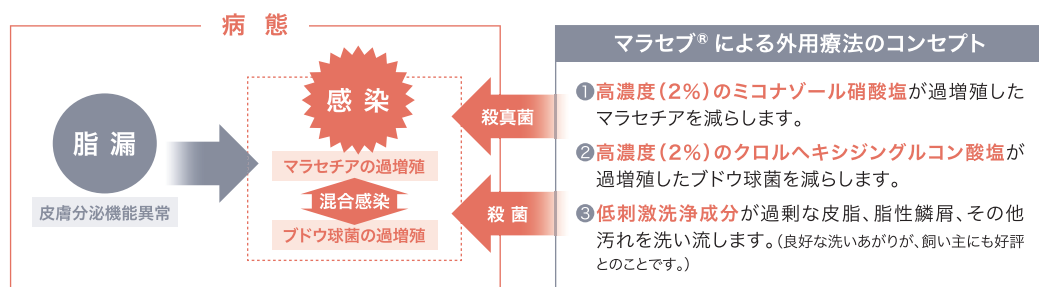 病態
脂漏
皮膚分泌機能異常
感染
マラセチアの過増殖
混合感染
ブドウ球菌の過増殖
殺真菌
殺菌
マラセブ® による外用療法のコンセプト
❶高濃度(2%)のミコナゾール硝酸塩が過増殖した
マラセチアを減らします。
❷高濃度(2%)のクロルヘキシジングルコン酸塩が
過増殖したブドウ球菌を減らします。
❸低刺激洗浄成分が過剰な皮脂、脂性鱗屑、その他
汚れを洗い流します。(良好な洗いあがりが、飼い主にも好評
とのことです。)